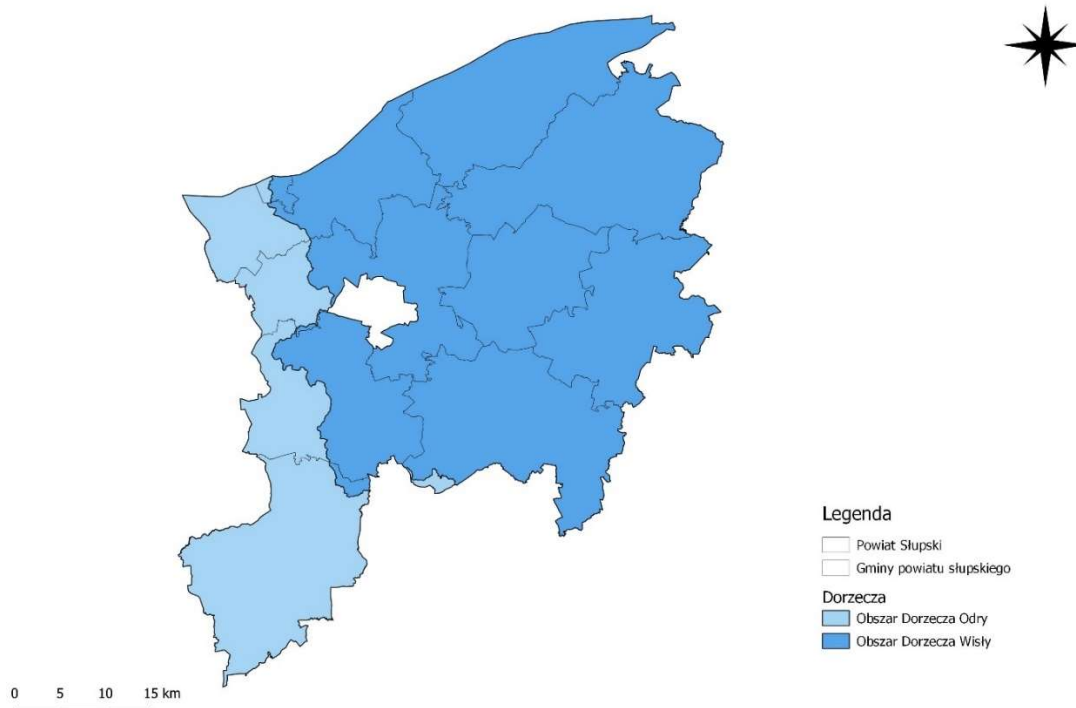 Legenda
Powiat Słupski
Gminy powiatu słupskiego
Dorzecza
Obszar Dorzecza Odry
Obszar Dorzecza Wisły
0 5 10 15 km